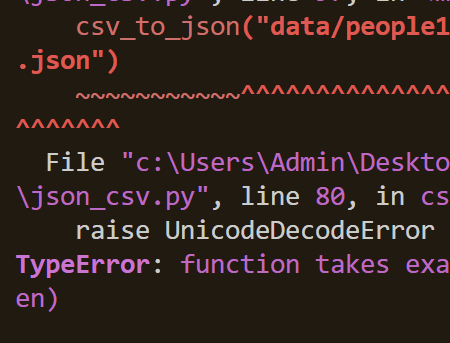 csv_to_json("data/people1
.json")
~~~~~~~~~~~^^^^^^^^^^^^^^
^^^^^^^
File "c:\Users\Admin\Deskto
\json_csv.py", line 80, in cs
raise UnicodeDecodeError
TypeError: function takes exa
en)